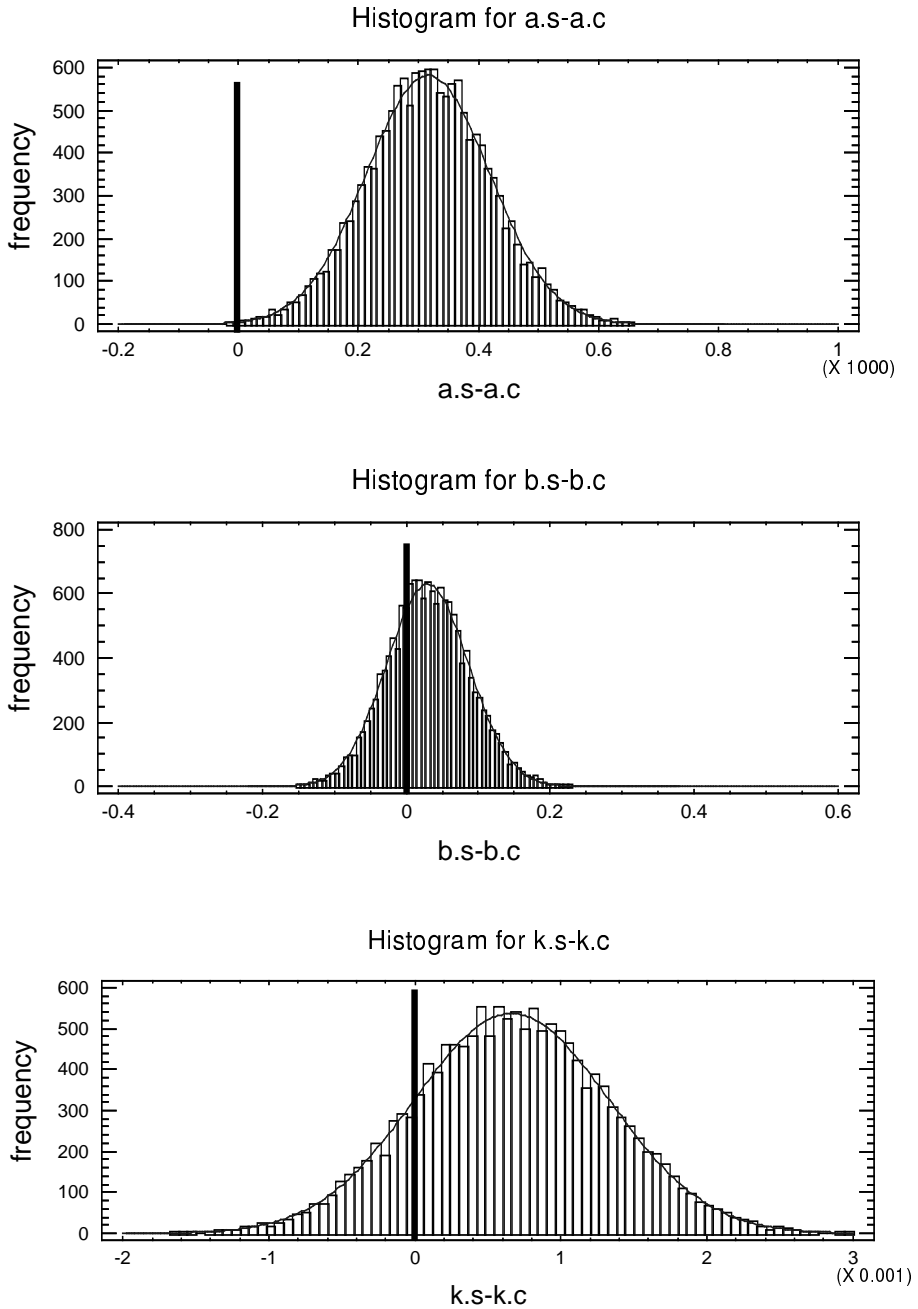 Histogram for a.s-a.c
600
500
400
300
200
100
0
frequency
-0.2 0 0.2 0.4 0.6 0.8 1
(X 1000)
a.s-a.c
Histogram for b.s-b.c
800
600
400
200
0
frequency
-0.4 -0.2 0 0.2 0.4 0.6
b.s-b.c
Histogram for k.s-k.c
600
500
400
300
200
100
0
frequency
-2 -1 0 1 2 3
(X 0.001)
k.s-k.c